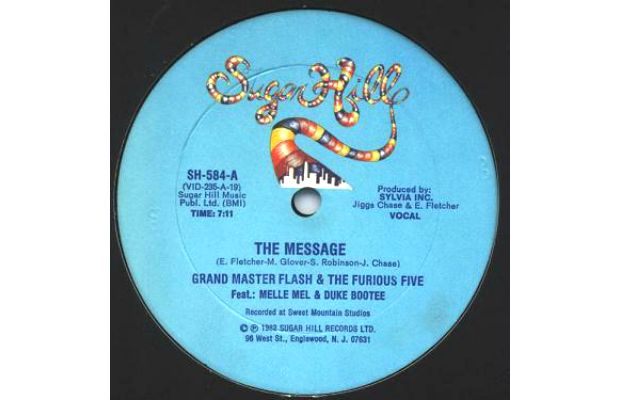 Sugar Hill
SH-584-A
(VID-235-A-19)
Sugar Hill Music
Publ. Ltd. (BMI)
TIME: 7:11
Produced by:
SYLVIA INC.
Jiggs Chase & E. Fletcher
VOCAL
THE MESSAGE
(E. Fletcher-M. Glover-S. Robinson-J. Chase)
GRAND MASTER FLASH & THE FURIOUS FIVE
Feat.: MELLE MEL & DUKE BOOTEE
Recorded at Sweet Mountain Studios
© ℗ 1982 SUGAR HILL RECORDS LTD.
96 West St., Englewood, N. J. 07631